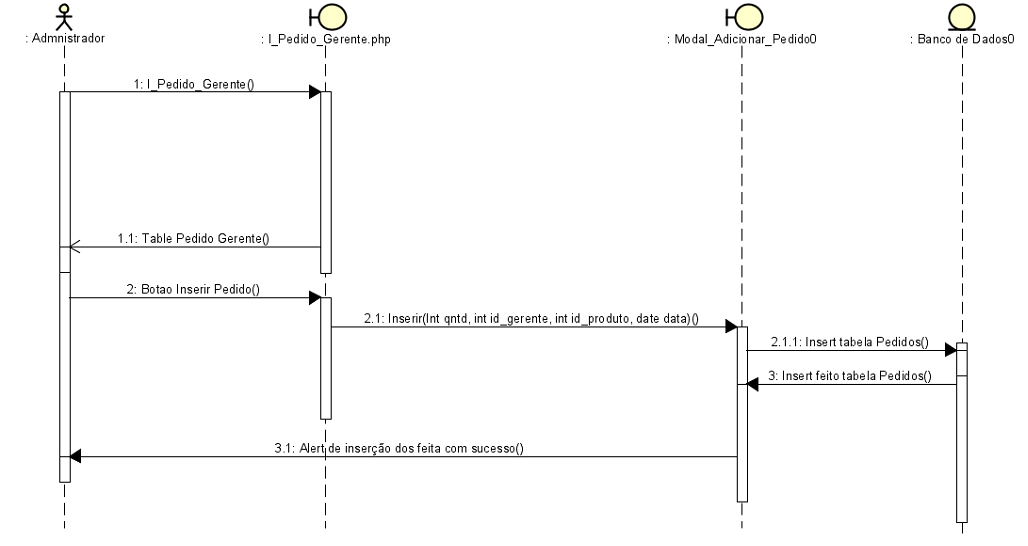 : Admnistrador
: I_Pedido_Gerente.php
: Modal_Adicionar_Pedido0
: Banco de Dados0
1: I_Pedido_Gerente()
1.1: Table Pedido Gerente()
2: Botao Inserir Pedido()
2.1: Inserir(Int qntd, int id_gerente, int id_produto, date data)()
2.1.1: Insert tabela Pedidos()
3: Insert feito tabela Pedidos()
3.1: Alert de inserção dos feita com sucesso()